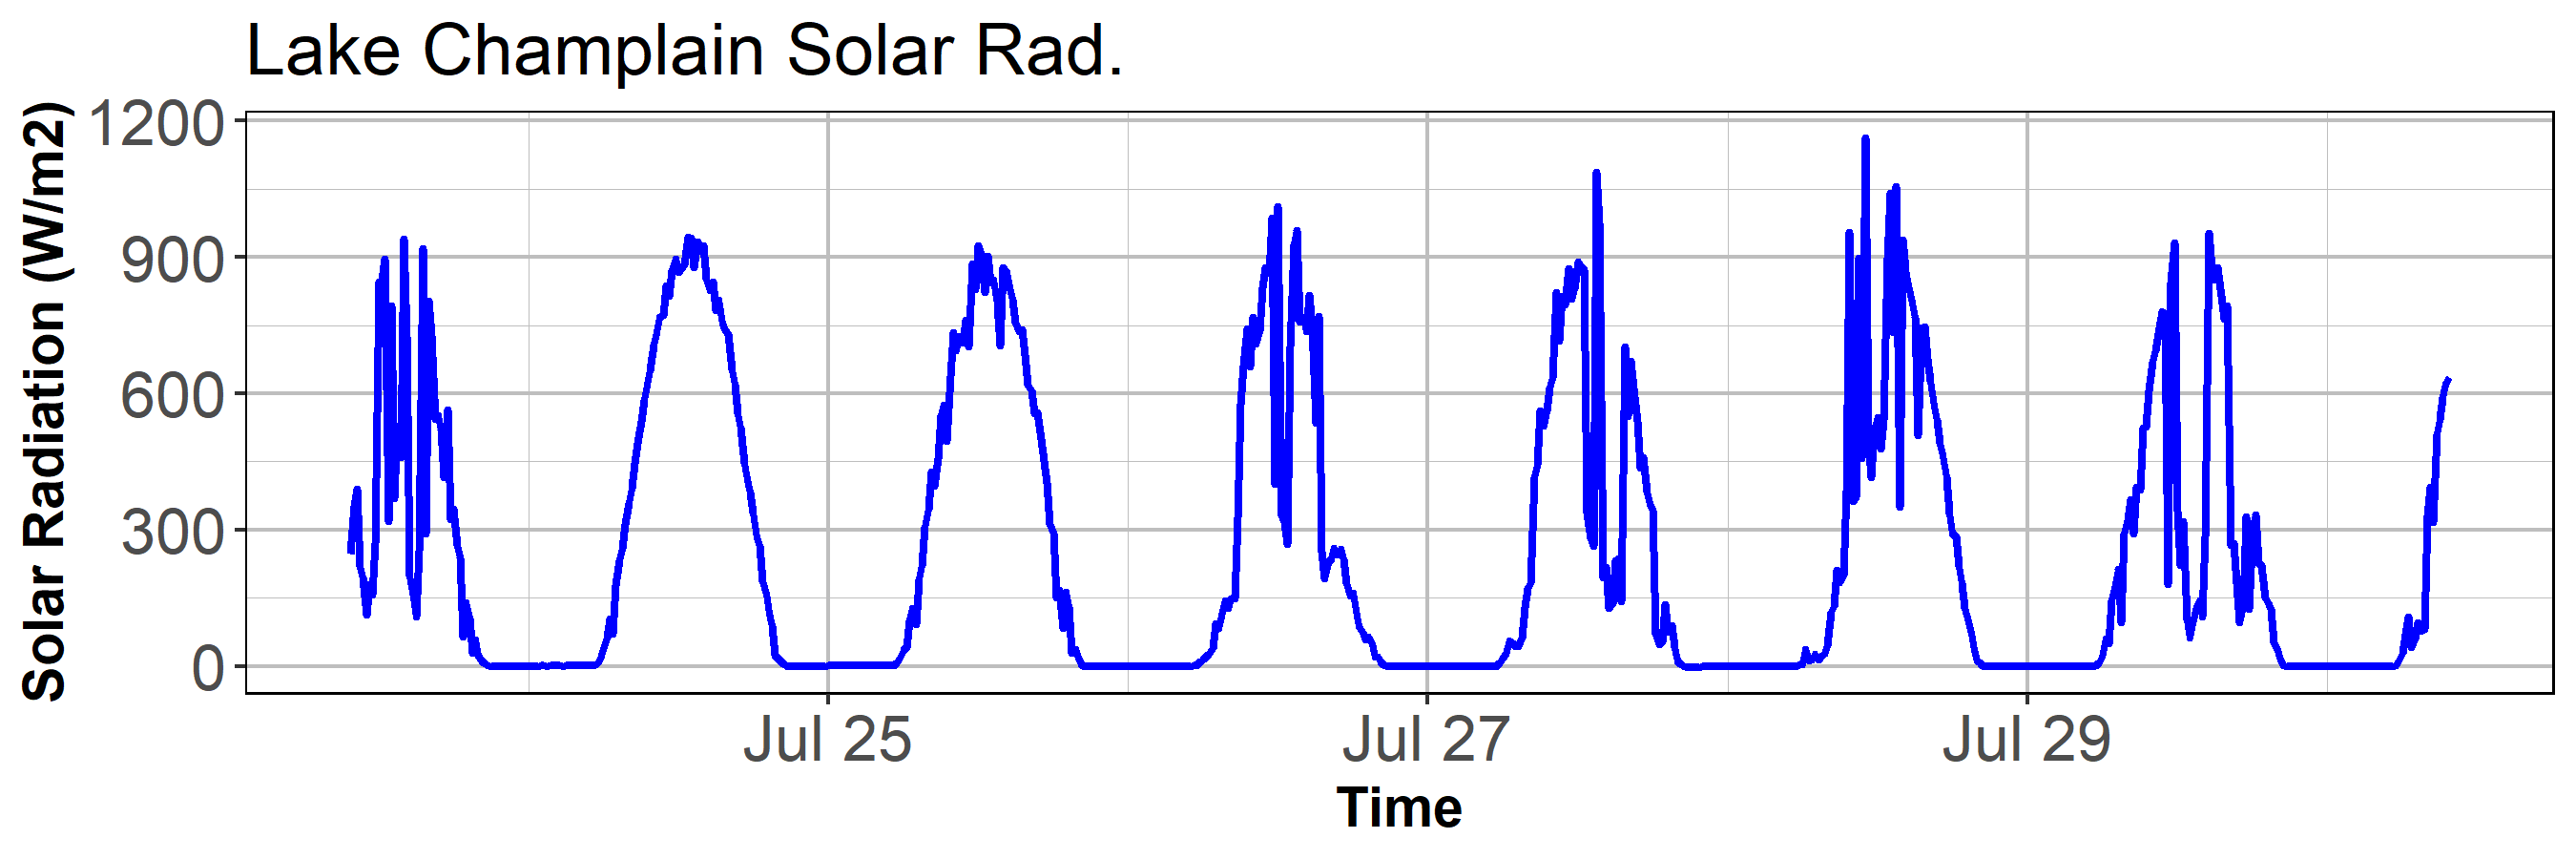 Lake Champlain Solar Rad.
Solar Radiation (W/m2)
1200
900
600
300
0
Jul 25
Jul 27
Jul 29
Time